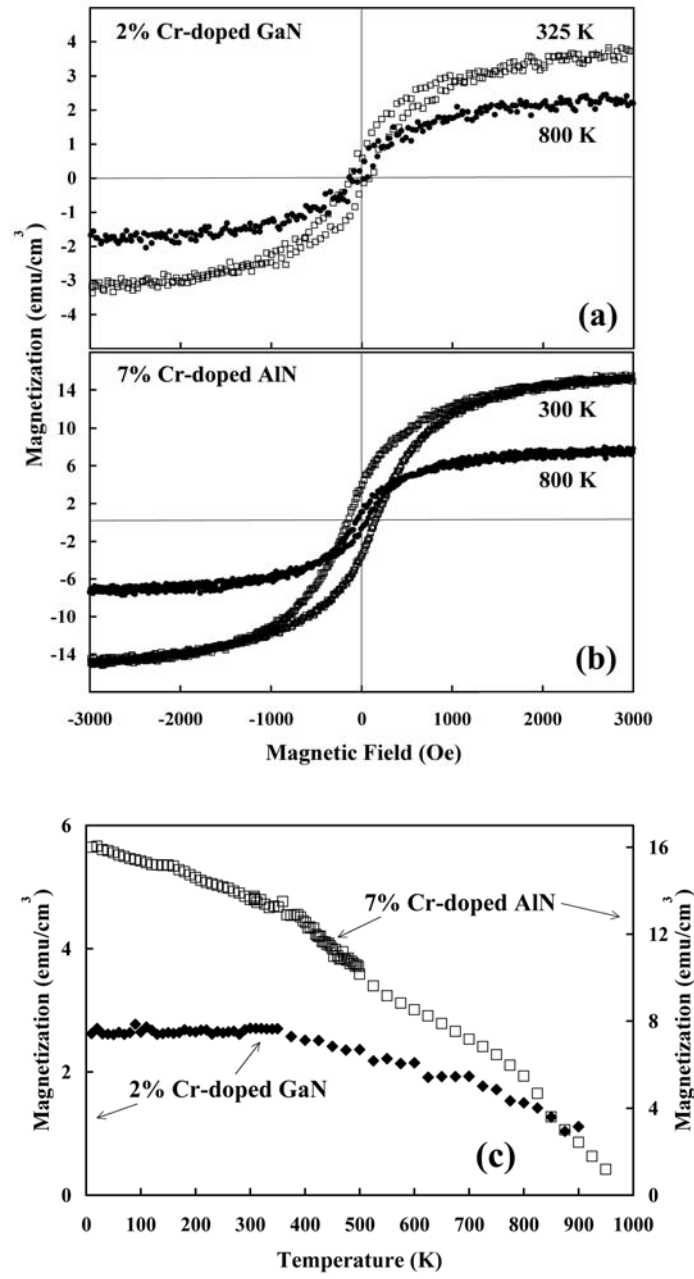 2% Cr-doped GaN
325 K
4
3
2
1
0
-1
-2
-3
-4
800 K
(a)
Magnetization (emu/cm³)
7% Cr-doped AlN
14
10
6
2
-2
-6
-10
-14
300 K
800 K
(b)
-3000 -2000 -1000 0 1000 2000 3000
Magnetic Field (Oe)
6
4
2
0
Magnetization (emu/cm³)
16
12
8
4
0
Magnetization (emu/cm³)
7% Cr-doped AlN
2% Cr-doped GaN
(c)
0 100 200 300 400 500 600 700 800 900 1000
Temperature (K)